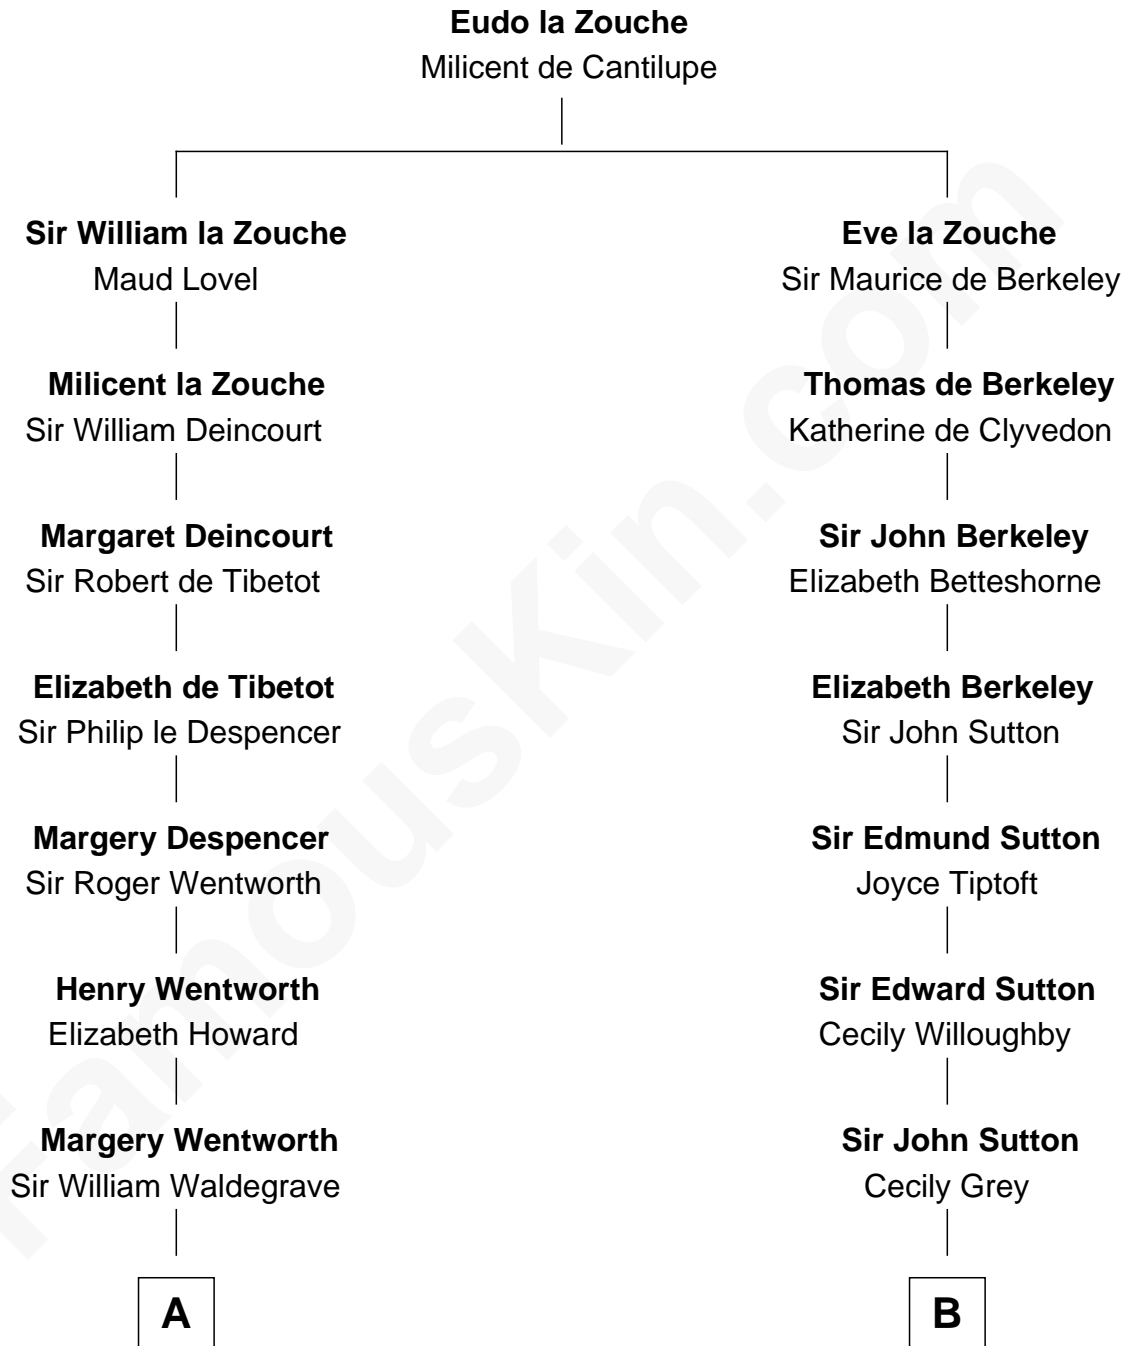 Eudo la Zouche
Milicent de Cantilupe
Sir William la Zouche
Maud Lovel
Eve la Zouche
Sir Maurice de Berkeley
Milicent la Zouche
Sir William Deincourt
Thomas de Berkeley
Katherine de Clyvedon
Margaret Deincourt
Sir Robert de Tibetot
Sir John Berkeley
Elizabeth Betteshorne
Elizabeth de Tibetot
Sir Philip le Despencer
Elizabeth Berkeley
Sir John Sutton
Margery Despencer
Sir Roger Wentworth
Sir Edmund Sutton
Joyce Tiptoft
Henry Wentworth
Elizabeth Howard
Sir Edward Sutton
Cecily Willoughby
Margery Wentworth
Sir William Waldegrave
Sir John Sutton
Cecily Grey
A
B
FamousKin.com